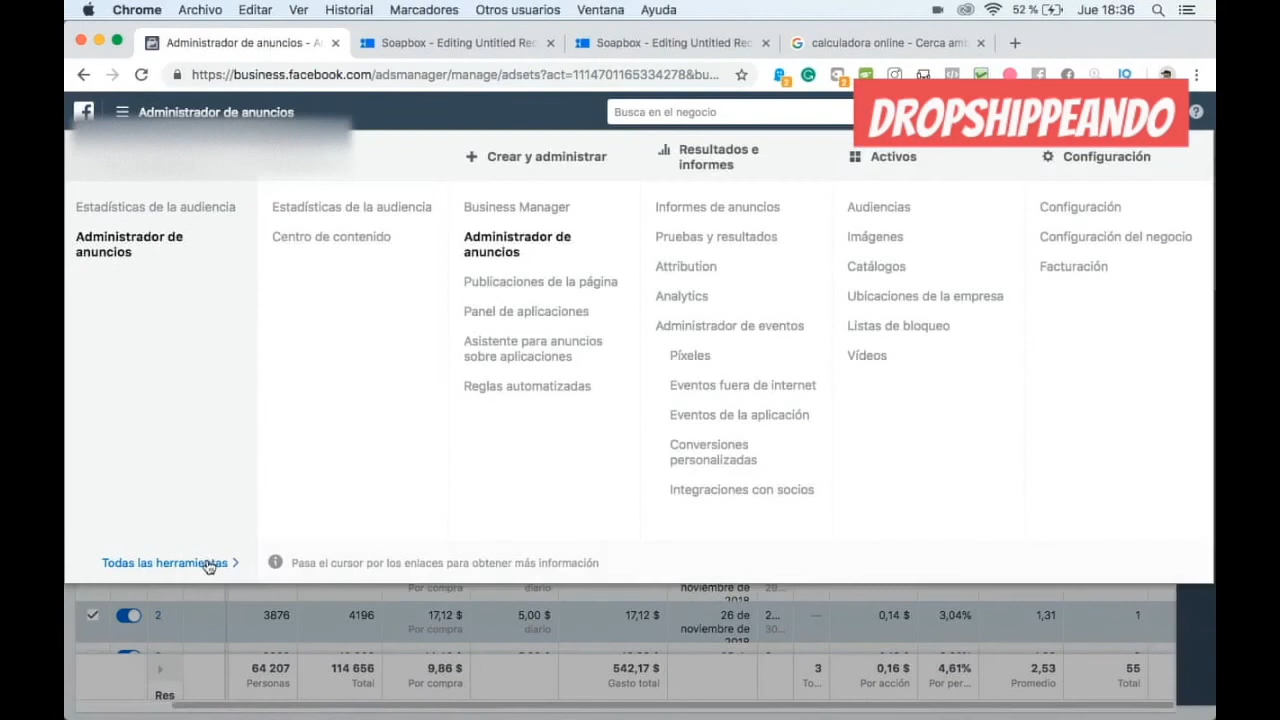 Chrome Archivo Editar Ver Historial Marcadores Otros usuarios Ventana Ayuda 52 % Jue 18:36
Administrador de anuncios - A
Soapbox - Editing Untitled Rec
Soapbox - Editing Untitled Rec
calculadora online - Cerca am
https://business.facebook.com/adsmanager/manage/adsets?act=1114701165334278&bu...
Administrador de anuncios
Busca en el negocio
DROPSHIPPEANDO
Crear y administrar
Resultados e
informes
Activos
Configuración
Estadísticas de la audiencia
Administrador de
anuncios
Estadísticas de la audiencia
Centro de contenido
Business Manager
Administrador de
anuncios
Publicaciones de la página
Panel de aplicaciones
Asistente para anuncios
sobre aplicaciones
Reglas automatizadas
Informes de anuncios
Pruebas y resultados
Attribution
Analytics
Administrador de eventos
Píxeles
Eventos fuera de internet
Eventos de la aplicación
Conversiones
personalizadas
Integraciones con socios
Audiencias
Imágenes
Catálogos
Ubicaciones de la empresa
Listas de bloqueo
Vídeos
Configuración
Configuración del negocio
Facturación
Todas las herramientas
Pasa el cursor por los enlaces para obtener más información
Por compra diario noviembre de
2018
2 3876 4196 17,12 $ 5,00 $ 17,12 $ 26 de 2... — 0,14 $ 3,04% 1,31 1
Por compra diario noviembre de 30...
2018
64 207 114 656 9,86 $ 542,17 $ 3 0,16 $ 4,61% 2,53 55
Personas Total Por compra Gasto total To... Por acción Por per... Promedio Total
Res